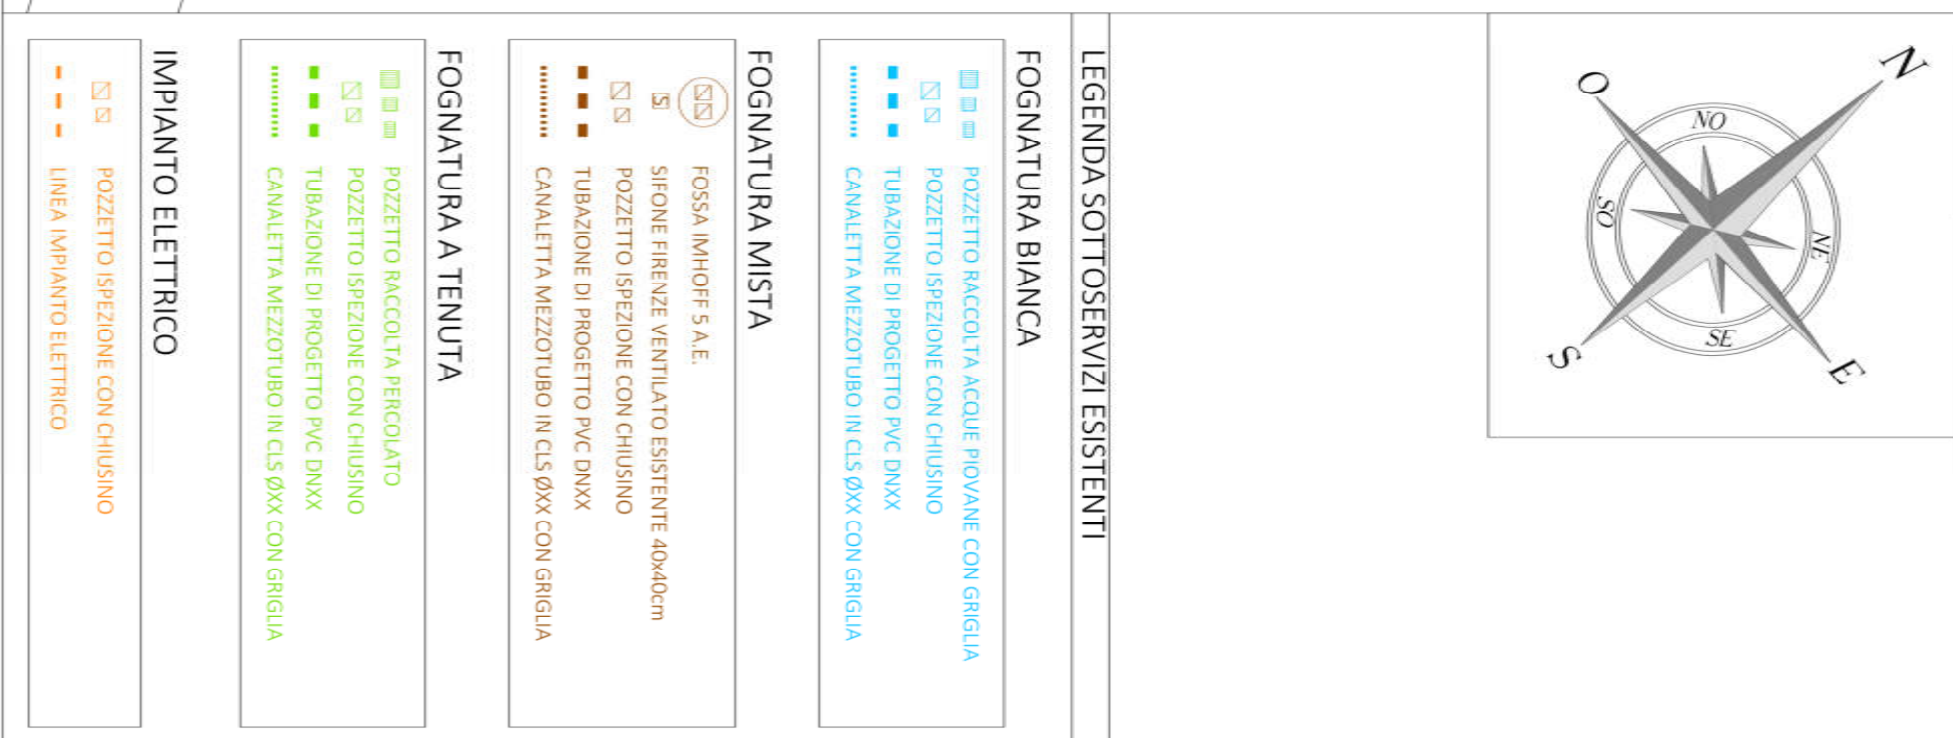 N
O
NO
SO
NE
SE
S
E
LEGENDA SOTTOSERVIZI ESISTENTI
FOGNATURA BIANCA
POZZETTO RACCOLTA ACQUE PIOVANE CON GRIGLIA
POZZETTO ISPEZIONE CON CHIUSINO
TUBAZIONE DI PROGETTO PVC DNXX
CANALETTA MEZZOTUBO IN CLS ØXX CON GRIGLIA
FOGNATURA MISTA
FOSSA IMHOFF 5 A.E.
S SIFONE FIRENZE VENTILATO ESISTENTE 40x40cm
POZZETTO ISPEZIONE CON CHIUSINO
TUBAZIONE DI PROGETTO PVC DNXX
CANALETTA MEZZOTUBO IN CLS ØXX CON GRIGLIA
FOGNATURA A TENUTA
POZZETTO RACCOLTA PERCOLATO
POZZETTO ISPEZIONE CON CHIUSINO
TUBAZIONE DI PROGETTO PVC DNXX
CANALETTA MEZZOTUBO IN CLS ØXX CON GRIGLIA
IMPIANTO ELETTRICO
POZZETTO ISPEZIONE CON CHIUSINO
LINEA IMPIANTO ELETTRICO